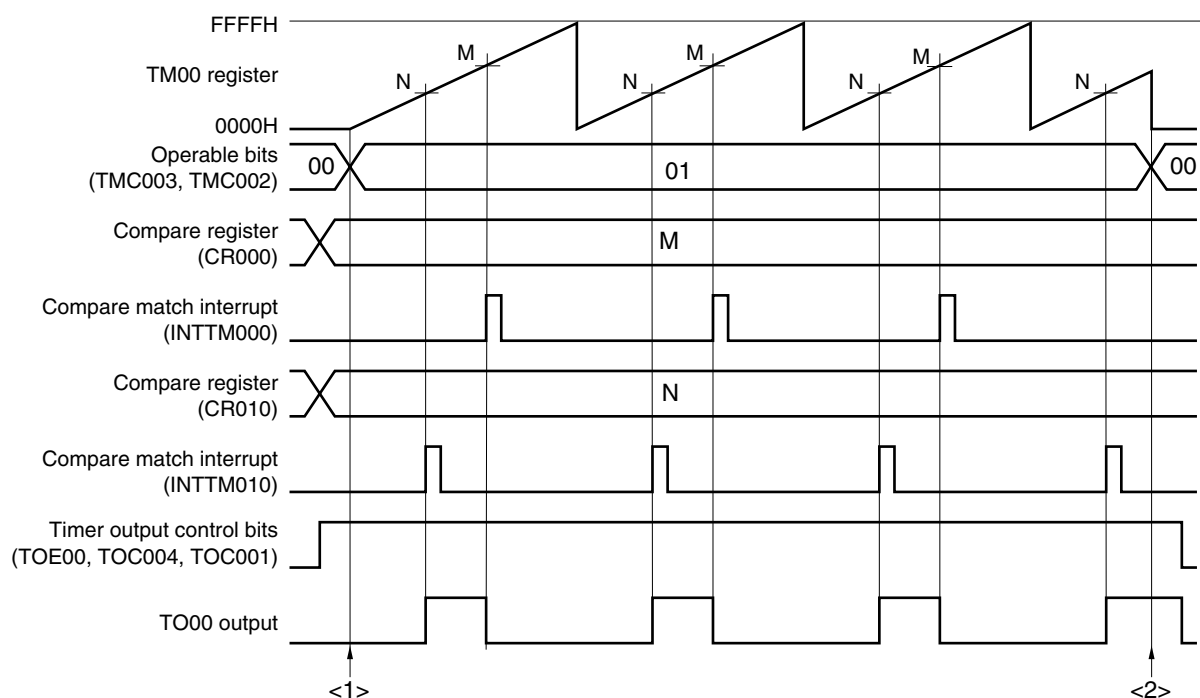 FFFFH
TM00 register
0000H
N M N M N M N
Operable bits
(TMC003, TMC002)
00 01 00
Compare register
(CR000)
M
Compare match interrupt
(INTTM000)
Compare register
(CR010)
N
Compare match interrupt
(INTTM010)
Timer output control bits
(TOE00, TOC004, TOC001)
TO00 output
<1> <2>